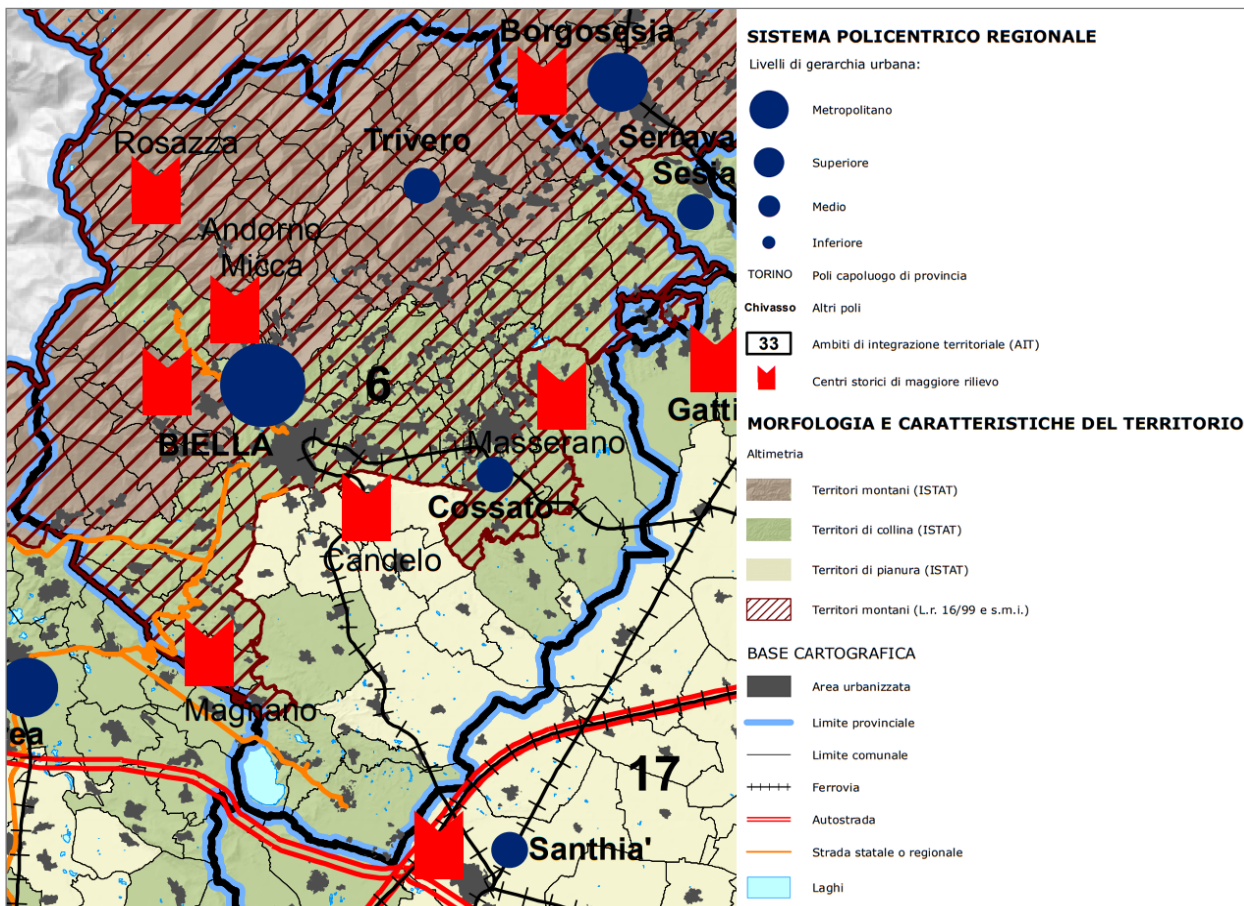 Borgosesia
Rosazza
Trivero
Serrava
Sesia
Andorno
Micca
6
Gatti
BIELLA
Masserano
Cossato
Candelo
Magnano
ea
17
Santhia'
SISTEMA POLICENTRICO REGIONALE
Livelli di gerarchia urbana:
Metropolitano
Superiore
Medio
Inferiore
TORINO Poli capoluogo di provincia
Chivasso Altri poli
33 Ambiti di integrazione territoriale (AIT)
Centri storici di maggiore rilievo
MORFOLOGIA E CARATTERISTICHE DEL TERRITORIO
Altimetria
Territori montani (ISTAT)
Territori di collina (ISTAT)
Territori di pianura (ISTAT)
Territori montani (L.r. 16/99 e s.m.i.)
BASE CARTOGRAFICA
Area urbanizzata
Limite provinciale
Limite comunale
Ferrovia
Autostrada
Strada statale o regionale
Laghi